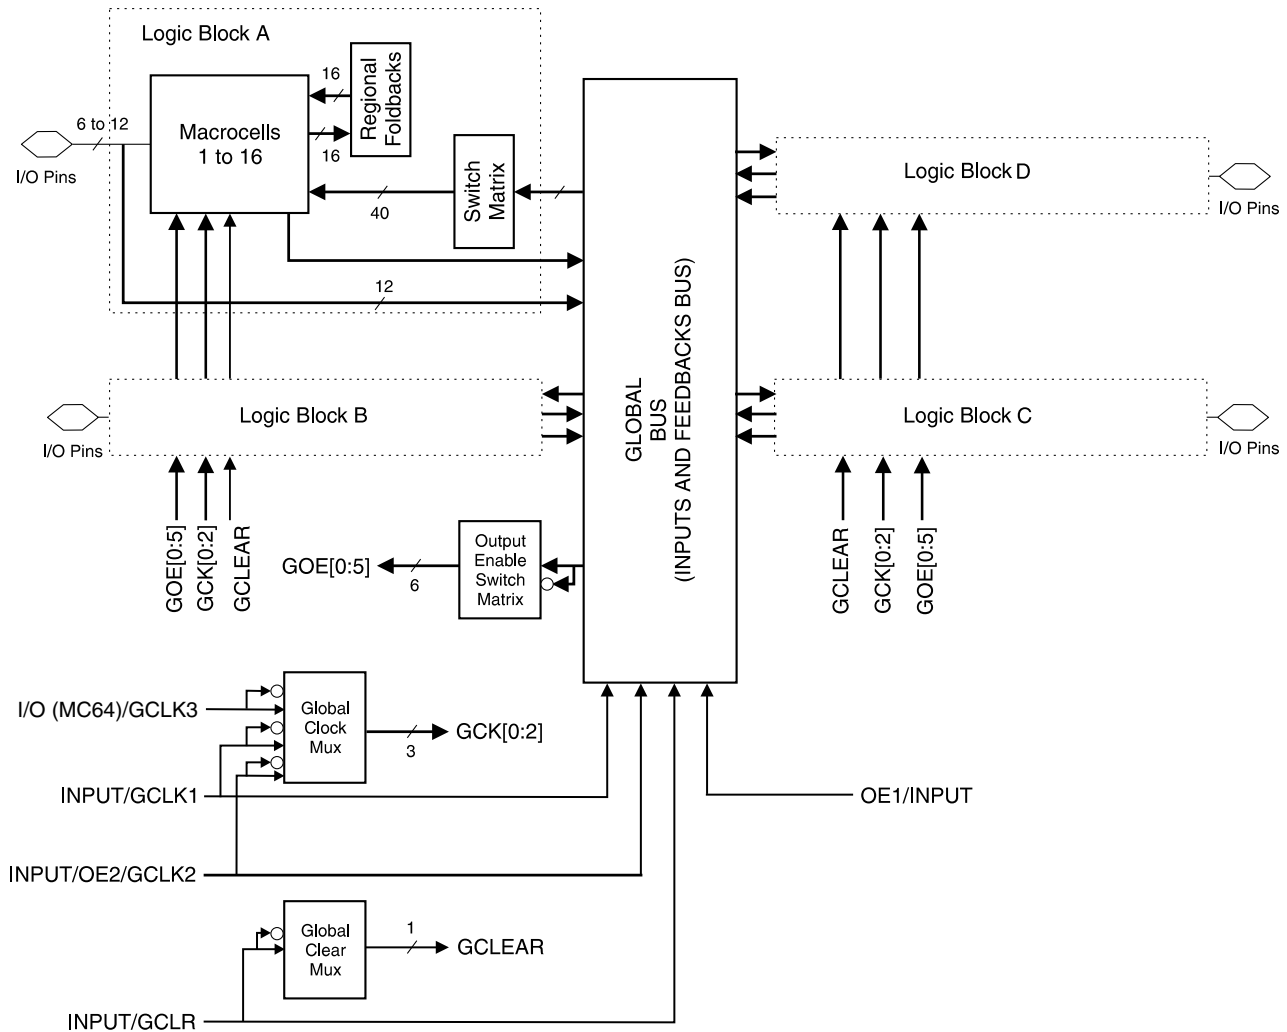 Logic Block A
16
Regional
Foldbacks
6 to 12
Macrocells
1 to 16
16
I/O Pins
40
Switch
Matrix
12
Logic Block D
I/O Pins
GLOBAL
BUS
(INPUTS AND FEEDBACKS BUS)
Logic Block B
I/O Pins
Logic Block C
I/O Pins
GOE[0:5]
GCK[0:2]
GCLEAR
GCLEAR
GCK[0:2]
GOE[0:5]
GOE[0:5]
6
Output
Enable
Switch
Matrix
I/O (MC64)/GCLK3
Global
Clock
Mux
3
GCK[0:2]
INPUT/GCLK1
OE1/INPUT
INPUT/OE2/GCLK2
Global
Clear
Mux
1
GCLEAR
INPUT/GCLR